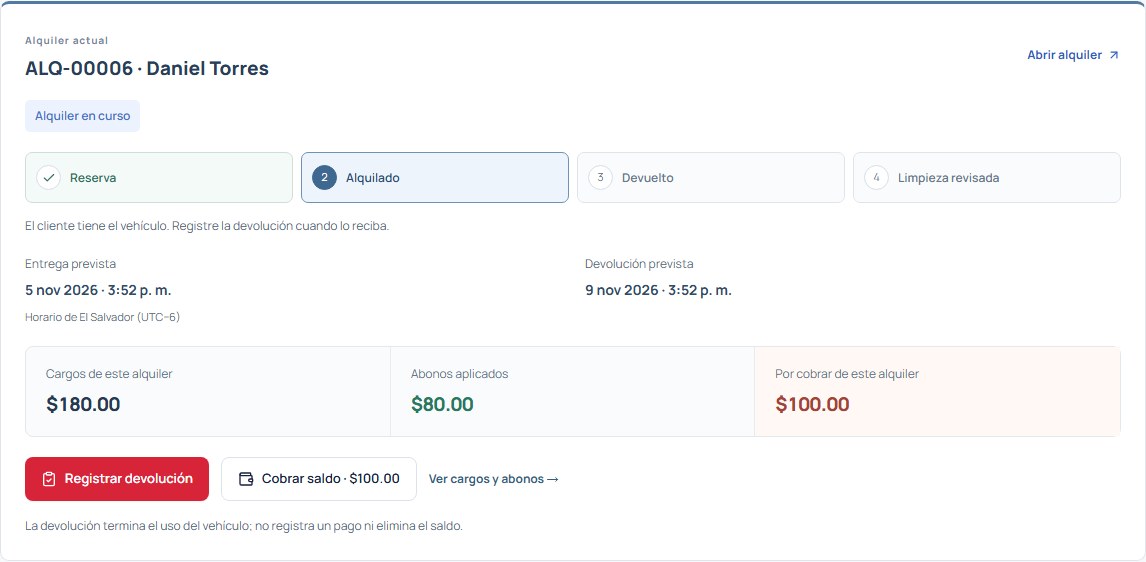 Alquiler actual
ALQ-00006 · Daniel Torres
Abrir alquiler ↗
Alquiler en curso
✓ Reserva
2 Alquilado
3 Devuelto
4 Limpieza revisada
El cliente tiene el vehículo. Registre la devolución cuando lo reciba.
Entrega prevista
5 nov 2026 · 3:52 p. m.
Horario de El Salvador (UTC−6)
Devolución prevista
9 nov 2026 · 3:52 p. m.
Cargos de este alquiler
$180.00
Abonos aplicados
$80.00
Por cobrar de este alquiler
$100.00
Registrar devolución
Cobrar saldo · $100.00
Ver cargos y abonos →
La devolución termina el uso del vehículo; no registra un pago ni elimina el saldo.